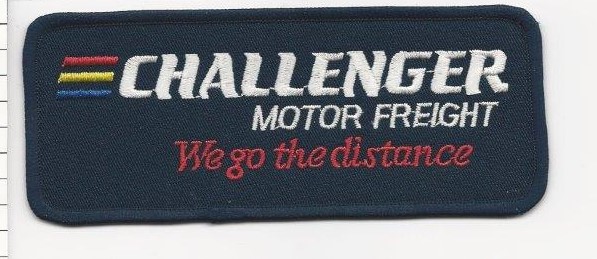 CHALLENGER
MOTOR FREIGHT
We go the distance